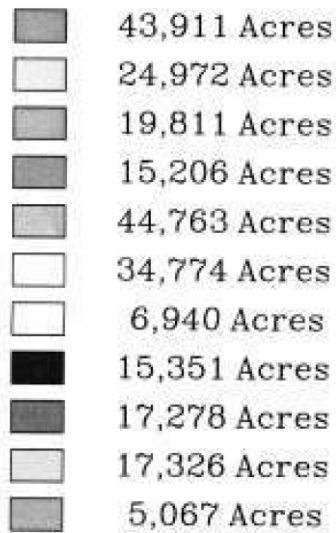 43,911 Acres
24,972 Acres
19,811 Acres
15,206 Acres
44,763 Acres
34,774 Acres
6,940 Acres
15,351 Acres
17,278 Acres
17,326 Acres
5,067 Acres